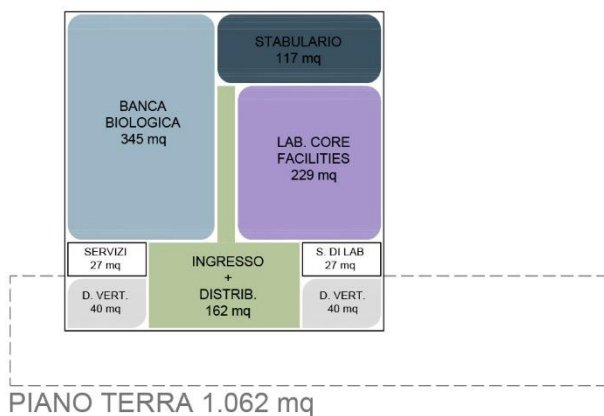 STABULARIO
117 mq
BANCA
BIOLOGICA
345 mq
LAB. CORE
FACILITIES
229 mq
SERVIZI
27 mq
INGRESSO
+
DISTRIB.
162 mq
S. DI LAB
27 mq
D. VERT.
40 mq
D. VERT.
40 mq
PIANO TERRA 1.062 mq